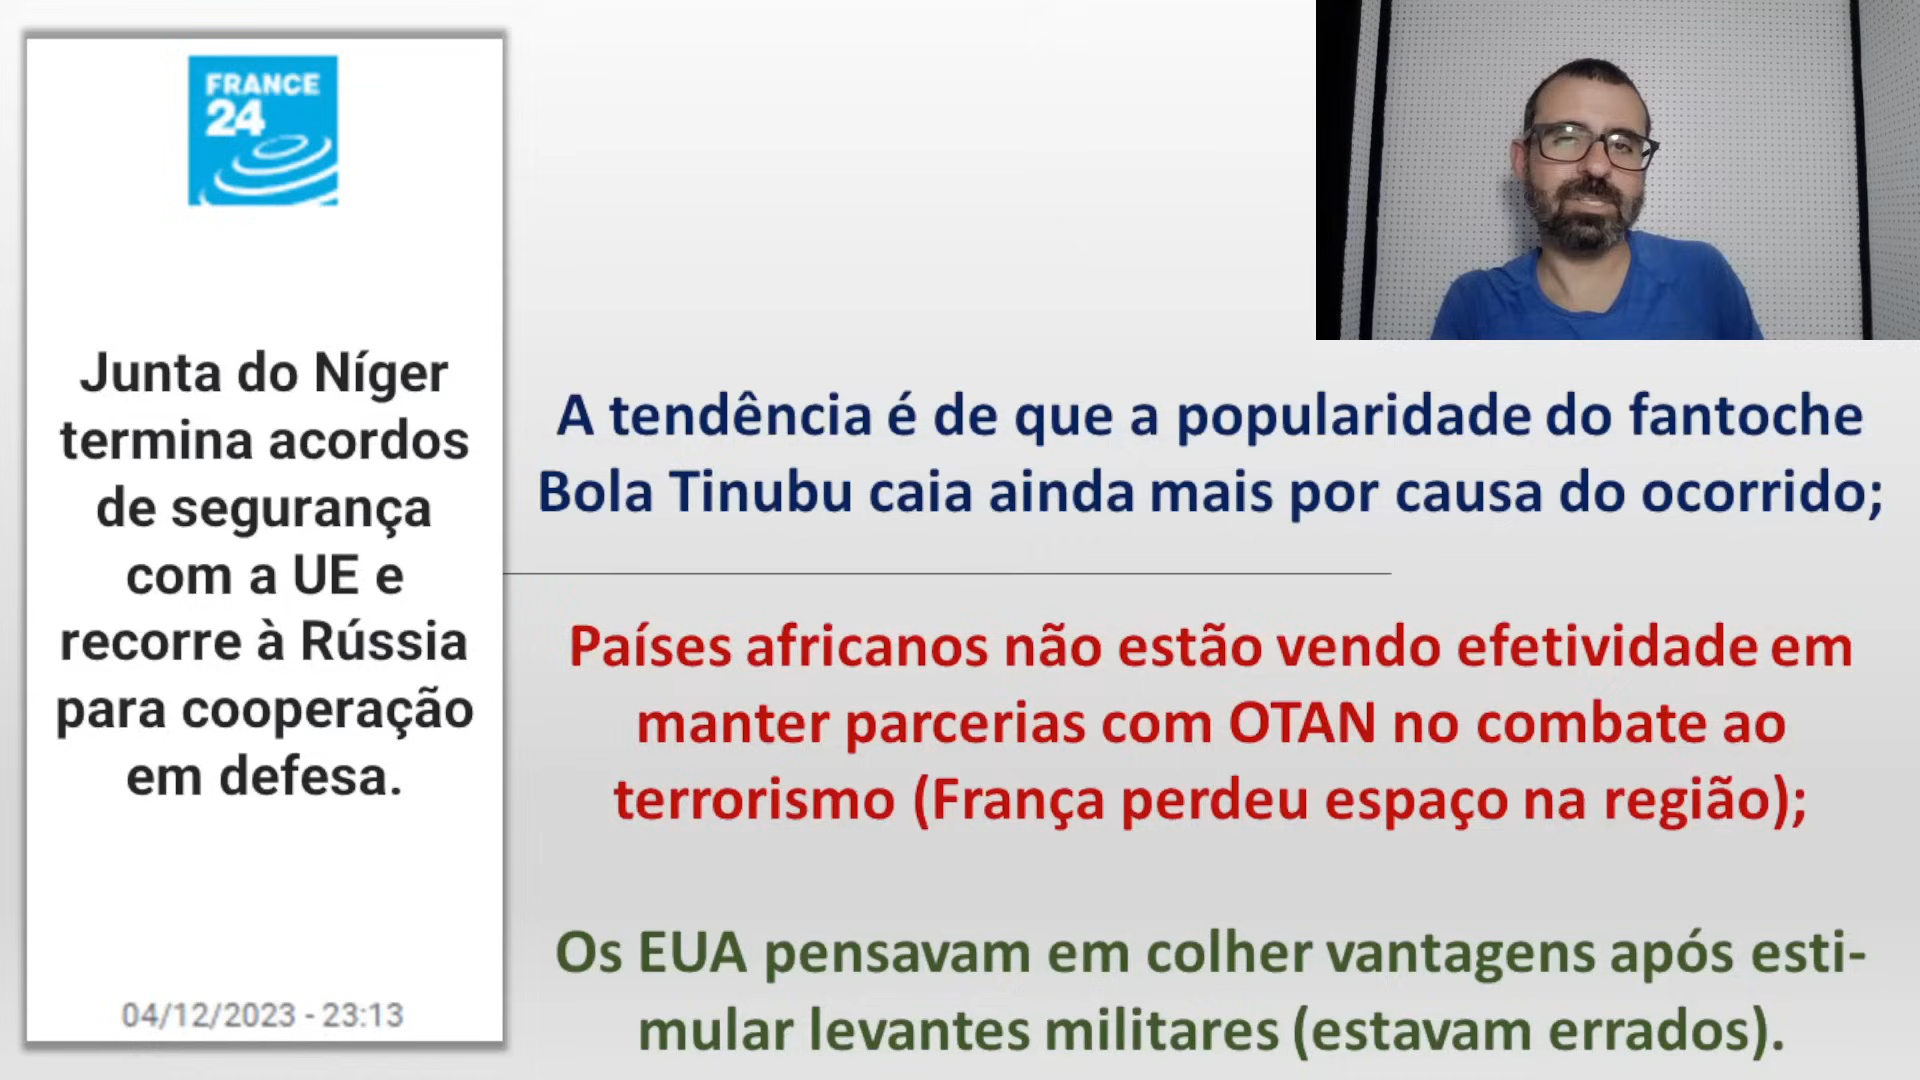 FRANCE
24
Junta do Níger
termina acordos
de segurança
com a UE e
recorre à Rússia
para cooperação
em defesa.
04/12/2023 - 23:13
A tendência é de que a popularidade do fantoche
Bola Tinubu caia ainda mais por causa do ocorrido;
Países africanos não estão vendo efetividade em
manter parcerias com OTAN no combate ao
terrorismo (França perdeu espaço na região);
Os EUA pensavam em colher vantagens após esti-
mular levantes militares (estavam errados).